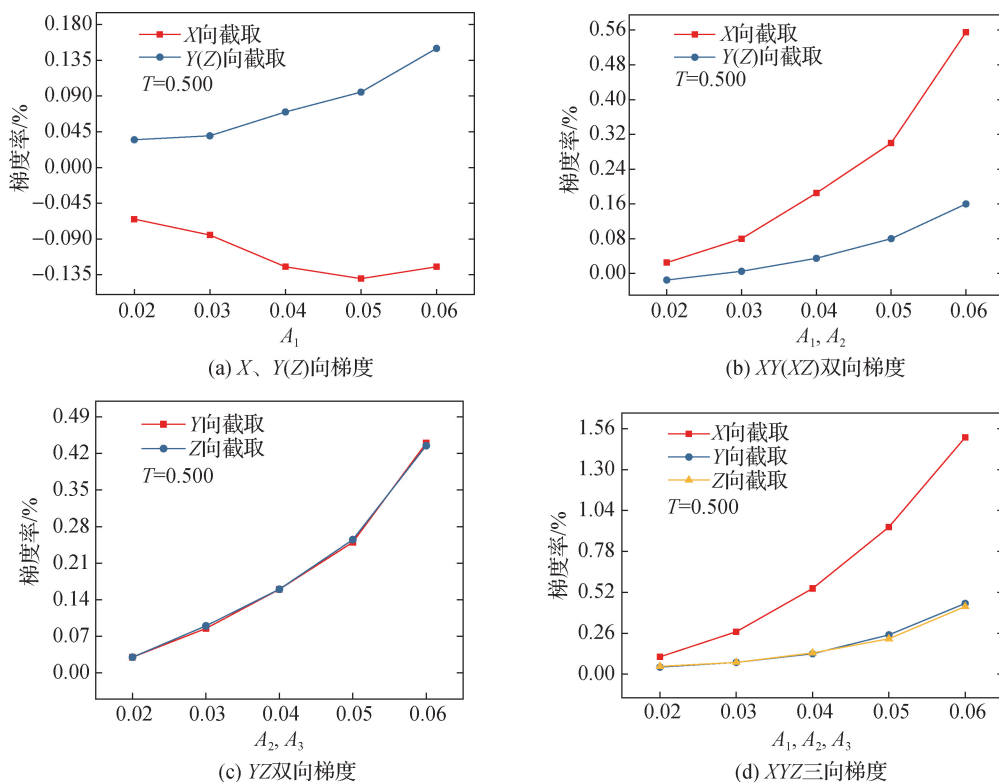 0.180
0.135
0.090
0.045
0.000
−0.045
−0.090
−0.135
梯度率/%
X向截取
Y(Z)向截取
T=0.500
0.02 0.03 0.04 0.05 0.06
A1
(a) X、Y(Z)向梯度
0.56
0.48
0.40
0.32
0.24
0.16
0.08
0.00
梯度率/%
X向截取
Y(Z)向截取
T=0.500
0.02 0.03 0.04 0.05 0.06
A1, A2
(b) XY(XZ)双向梯度
0.49
0.42
0.35
0.28
0.21
0.14
0.07
0.00
梯度率/%
Y向截取
Z向截取
T=0.500
0.02 0.03 0.04 0.05 0.06
A2, A3
(c) YZ双向梯度
1.56
1.30
1.04
0.78
0.52
0.26
0.00
梯度率/%
X向截取
Y向截取
Z向截取
T=0.500
0.02 0.03 0.04 0.05 0.06
A1, A2, A3
(d) XYZ三向梯度